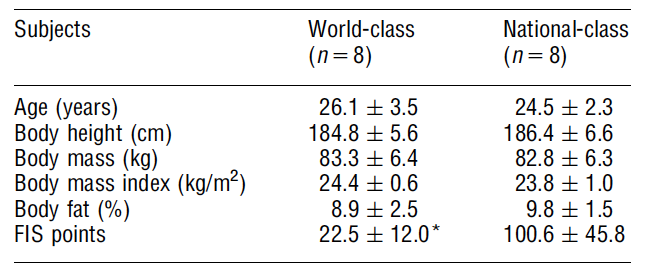 Subjects World-class National-class
(n = 8) (n = 8)
Age (years) 26.1 ± 3.5 24.5 ± 2.3
Body height (cm) 184.8 ± 5.6 186.4 ± 6.6
Body mass (kg) 83.3 ± 6.4 82.8 ± 6.3
Body mass index (kg/m²) 24.4 ± 0.6 23.8 ± 1.0
Body fat (%) 8.9 ± 2.5 9.8 ± 1.5
FIS points 22.5 ± 12.0* 100.6 ± 45.8